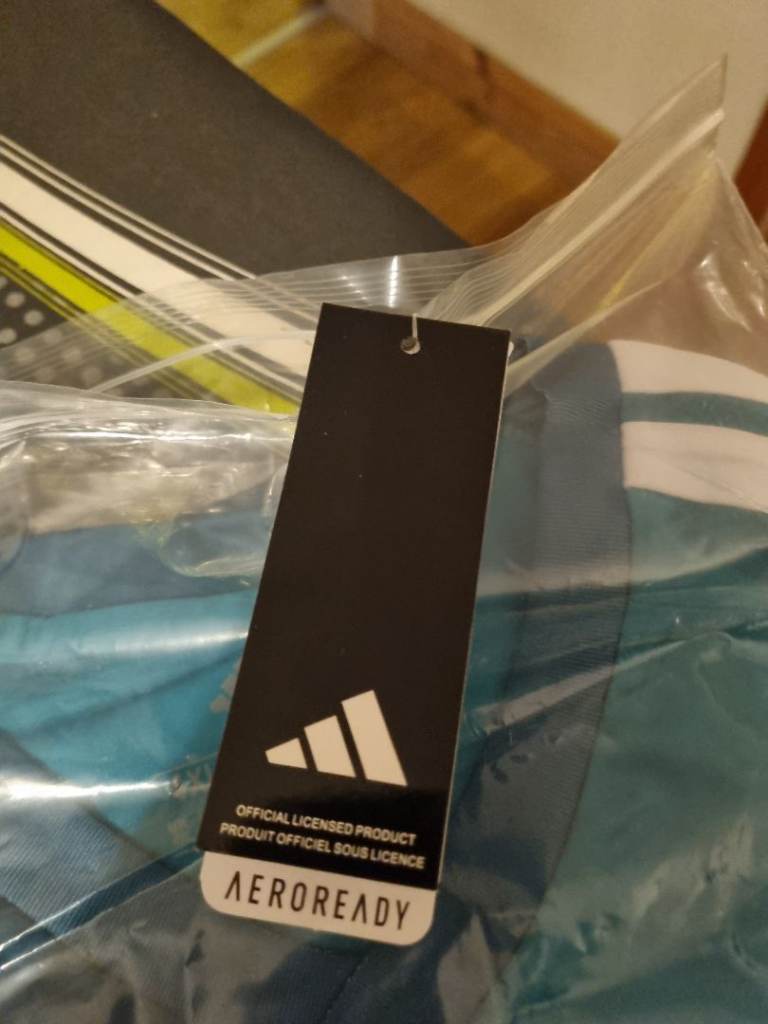 OFFICIAL LICENSED PRODUCT
PRODUIT OFFICIEL SOUS LICENCE
AEROREADY